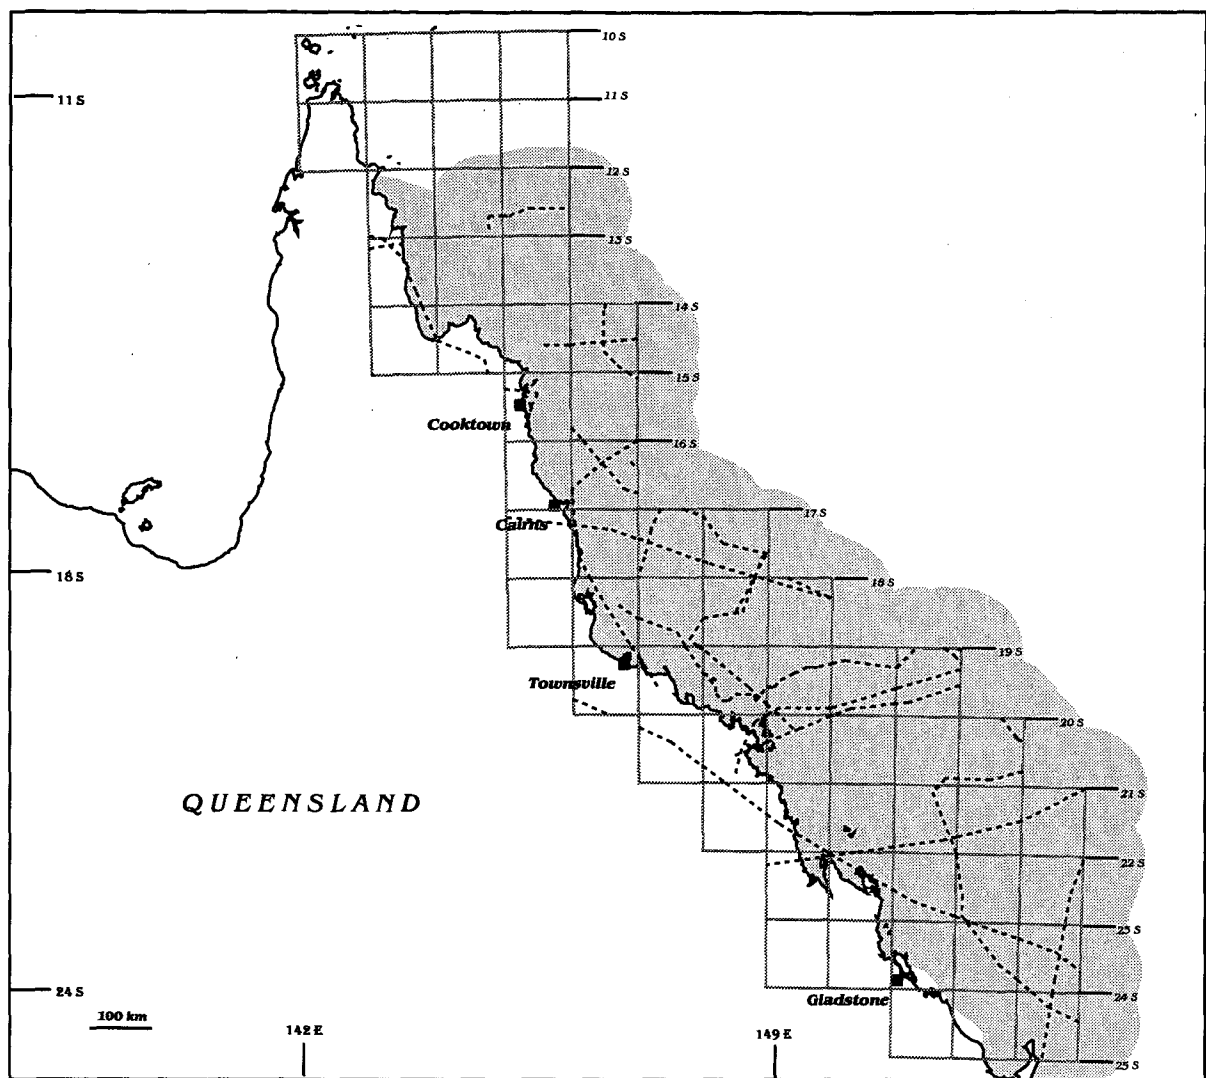 10 S
11 S
11 S
12 S
13 S
14 S
15 S
Cooktown
16 S
Cairns
17 S
18 S
18 S
19 S
Townsville
20 S
QUEENSLAND
21 S
22 S
23 S
24 S
Gladstone
24 S
100 km
142 E
149 E
25 S